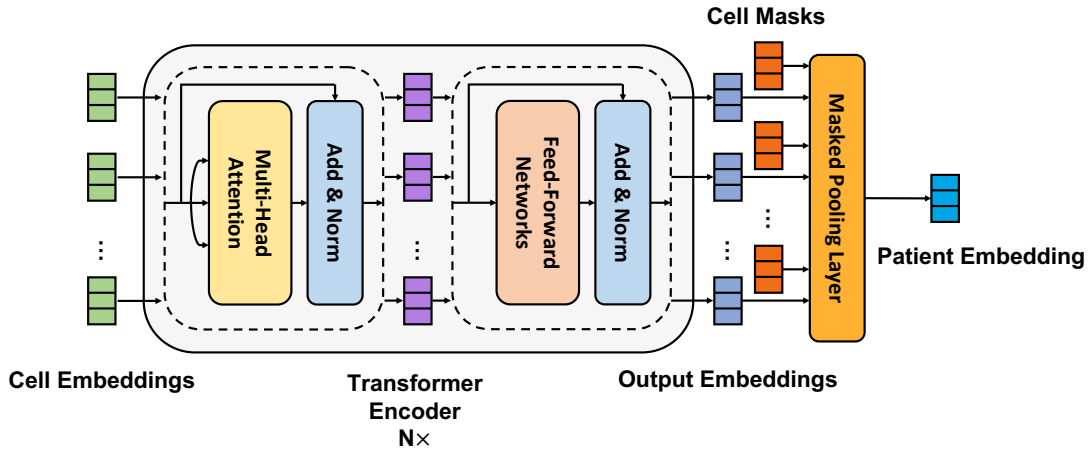 Cell Masks
Multi-Head
Attention
Add & Norm
Feed-Forward
Networks
Add & Norm
Masked Pooling Layer
...
...
...
...
...
Patient Embedding
Cell Embeddings
Transformer
Encoder
N×
Output Embeddings